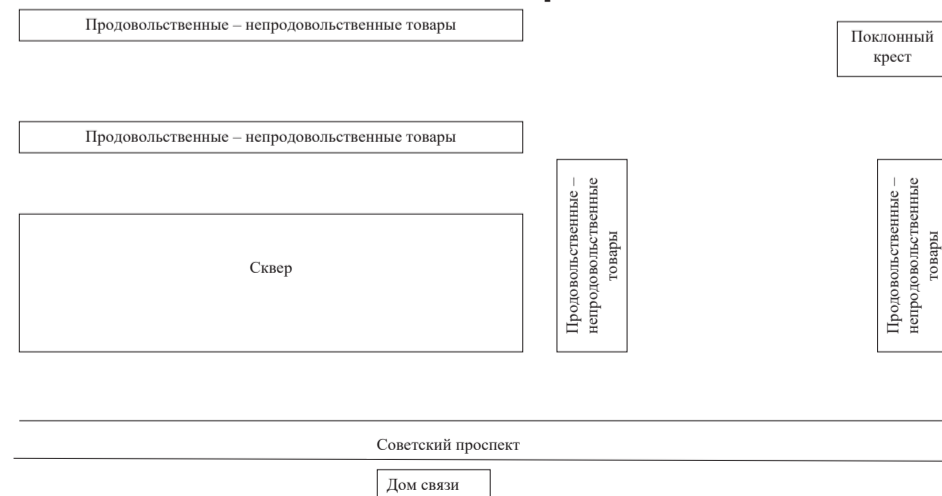 Продовольственные – непродовольственные товары
Поклонный
крест
Продовольственные – непродовольственные товары
Продовольственные –
непродовольственные
товары
Продовольственные –
непродовольственные
товары
Сквер
Советский проспект
Дом связи